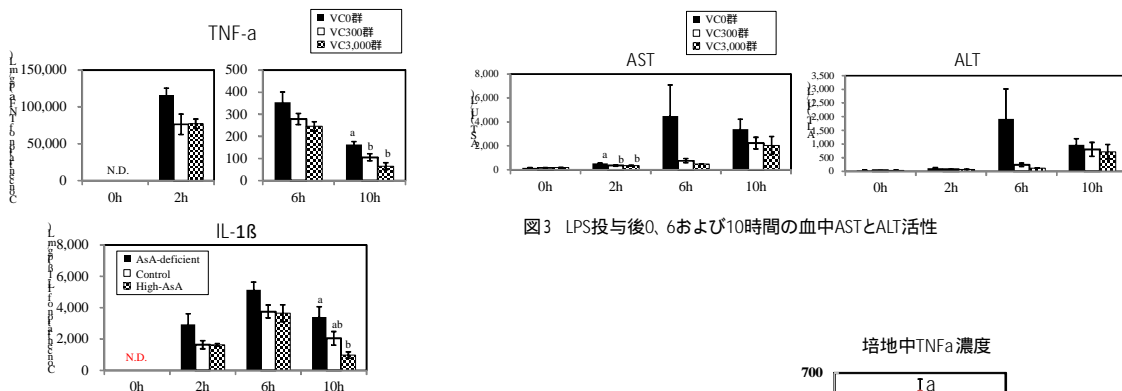 TNF-a
■ VC0群
□ VC300群
VC3,000群
150,000
100,000
50,000
0
N.D.
0h
2h
500
400
300
200
100
0
a
b
b
6h
10h
IL-1ß
8,000
6,000
4,000
2,000
0
AsA-deficient
Control
High-AsA
N.D.
a
ab
b
0h
2h
6h
10h
■ VC0群
□ VC300群
VC3,000群
AST
8,000
6,000
4,000
2,000
0
a
b
b
0h
2h
6h
10h
ALT
3,500
3,000
2,500
2,000
1,500
1,000
500
0
0h
2h
6h
10h
図3 LPS投与後0、6および10時間の血中ASTとALT活性
培地中TNFa濃度
700
a